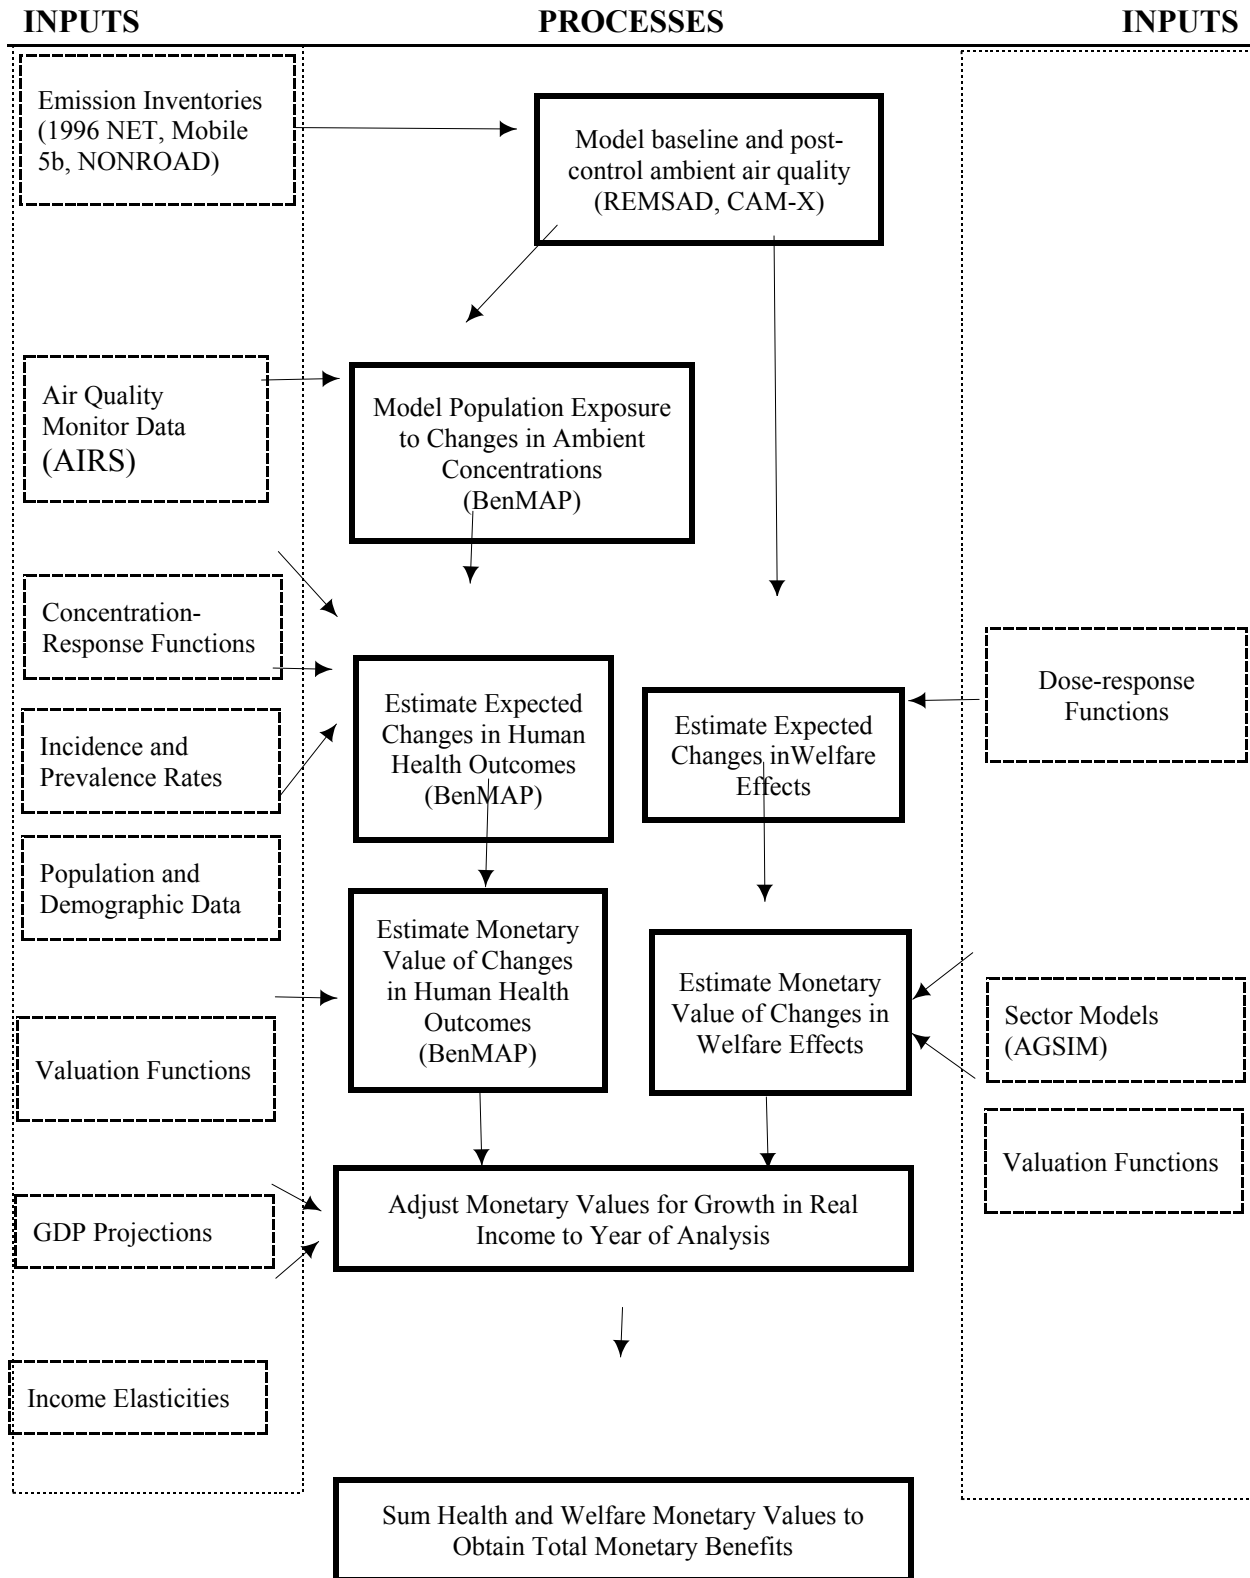 INPUTS
PROCESSES
INPUTS
Emission Inventories
(1996 NET, Mobile
5b, NONROAD)
Model baseline and post-
control ambient air quality
(REMSAD, CAM-X)
Air Quality
Monitor Data
(AIRS)
Model Population Exposure
to Changes in Ambient
Concentrations
(BenMAP)
Concentration-
Response Functions
Incidence and
Prevalence Rates
Population and
Demographic Data
Estimate Expected
Changes in Human
Health Outcomes
(BenMAP)
Estimate Expected
Changes inWelfare
Effects
Dose-response
Functions
Estimate Monetary
Value of Changes
in Human Health
Outcomes
(BenMAP)
Estimate Monetary
Value of Changes in
Welfare Effects
Sector Models
(AGSIM)
Valuation Functions
Valuation Functions
GDP Projections
Adjust Monetary Values for Growth in Real
Income to Year of Analysis
Income Elasticities
Sum Health and Welfare Monetary Values to
Obtain Total Monetary Benefits